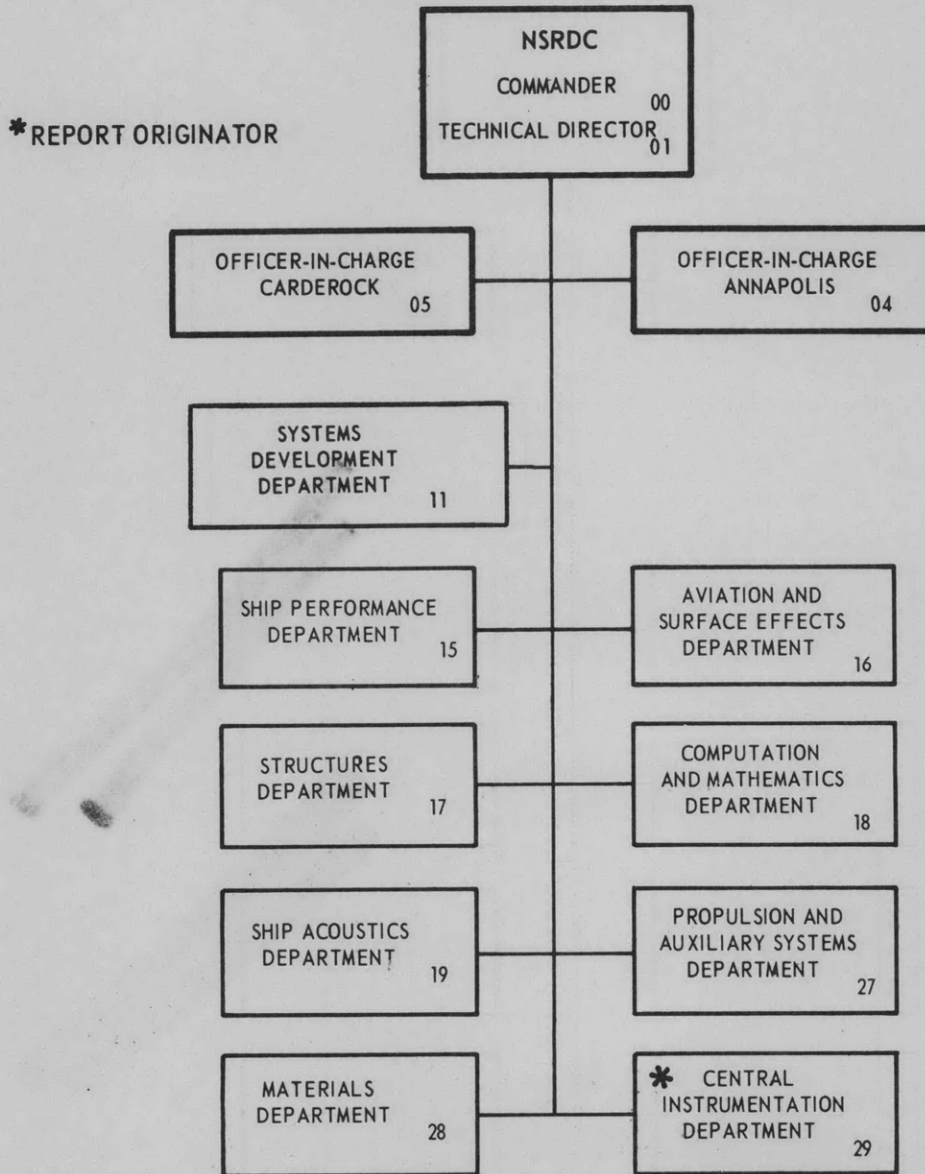 NSRDC
COMMANDER
00
TECHNICAL DIRECTOR
01
*REPORT ORIGINATOR
OFFICER-IN-CHARGE
CARDEROCK
05
OFFICER-IN-CHARGE
ANNAPOLIS
04
SYSTEMS
DEVELOPMENT
DEPARTMENT
11
SHIP PERFORMANCE
DEPARTMENT
15
AVIATION AND
SURFACE EFFECTS
DEPARTMENT
16
STRUCTURES
DEPARTMENT
17
COMPUTATION
AND MATHEMATICS
DEPARTMENT
18
SHIP ACOUSTICS
DEPARTMENT
19
PROPULSION AND
AUXILIARY SYSTEMS
DEPARTMENT
27
MATERIALS
DEPARTMENT
28
* CENTRAL
INSTRUMENTATION
DEPARTMENT
29